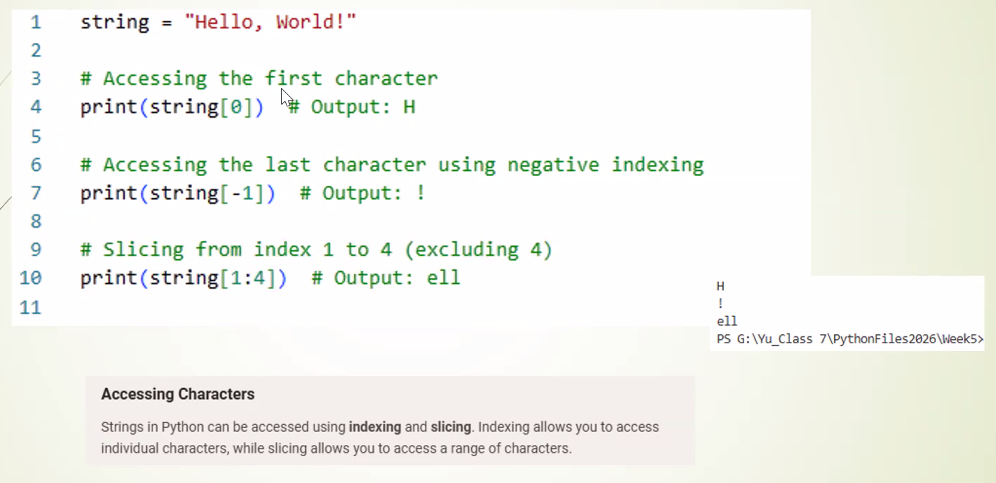 1 string = "Hello, World!"
2
3 # Accessing the first character
4 print(string[0]) # Output: H
5
6 # Accessing the last character using negative indexing
7 print(string[-1]) # Output: !
8
9 # Slicing from index 1 to 4 (excluding 4)
10 print(string[1:4]) # Output: ell
11
H
!
ell
PS G:\Yu_Class 7\PythonFiles2026\Week5>
Accessing Characters
Strings in Python can be accessed using indexing and slicing. Indexing allows you to access
individual characters, while slicing allows you to access a range of characters.